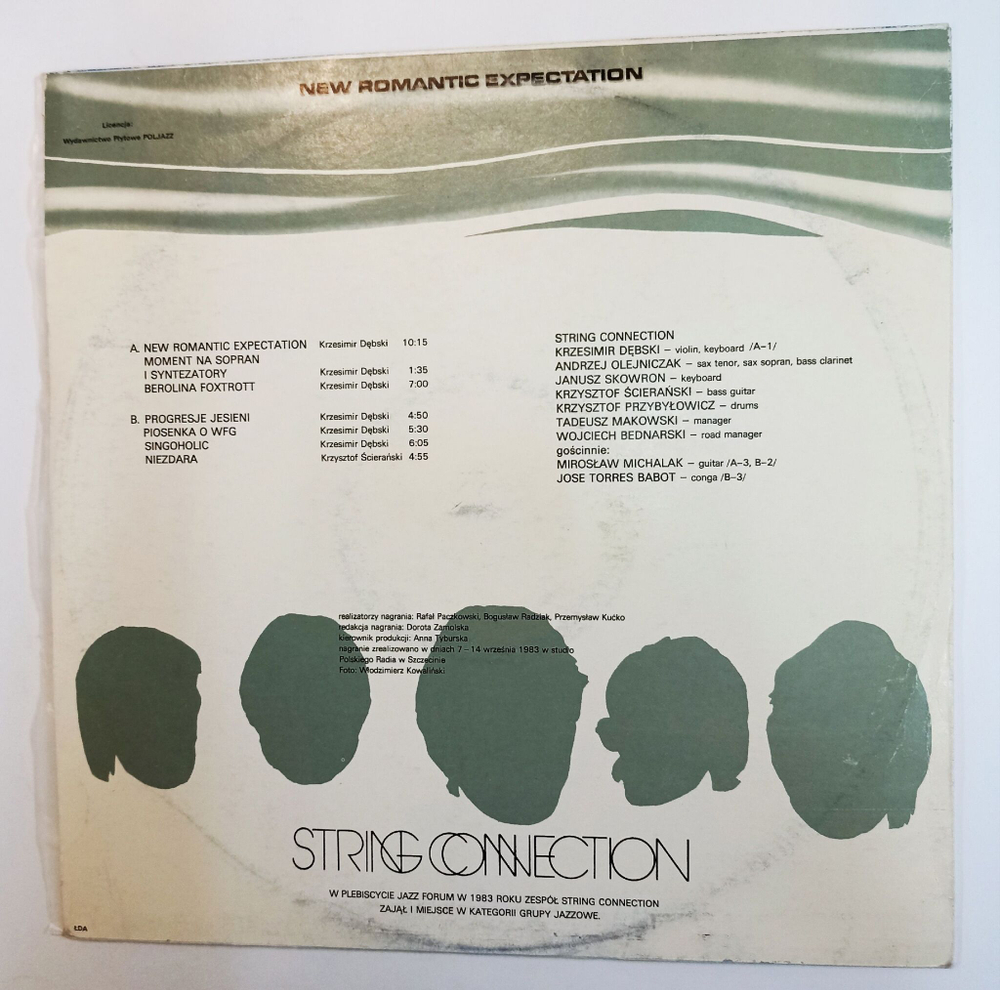 NEW ROMANTIC EXPECTATION
Licencja:
Wydawnictwo Płytowe POLJAZZ
A. NEW ROMANTIC EXPECTATION Krzesimir Dębski 10:15
MOMENT NA SOPRAN
I SYNTEZATORY Krzesimir Dębski 1:35
BEROLINA FOXTROTT Krzesimir Dębski 7:00
B. PROGRESJE JESIENI Krzesimir Dębski 4:50
PIOSENKA O WFG Krzesimir Dębski 5:30
SINGOHOLIC Krzesimir Dębski 6:05
NIEZDARA Krzysztof Ścierański 4:55
STRING CONNECTION
KRZESIMIR DĘBSKI – violin, keyboard /A-1/
ANDRZEJ OLEJNICZAK – sax tenor, sax sopran, bass clarinet
JANUSZ SKOWRON – keyboard
KRZYSZTOF ŚCIERAŃSKI – bass guitar
KRZYSZTOF PRZYBYŁOWICZ – drums
TADEUSZ MAKOWSKI – manager
WOJCIECH BEDNARSKI – road manager
gościnnie:
MIROSŁAW MICHALAK – guitar /A-3, B-2/
JOSE TORRES BABOT – conga /B-3/
realizatorzy nagrania: Rafał Paczkowski, Bogusław Radziak, Przemysław Kućko
redakcja nagrania: Dorota Zamolska
kierownik produkcji: Anna Tyburska
nagranie zrealizowano w dniach 7–14 września 1983 w studio
Polskiego Radia w Szczecinie
Foto: Włodzimierz Kowaliński
STRING CONNECTION
W PLEBISCYCIE JAZZ FORUM W 1983 ROKU ZESPÓŁ STRING CONNECTION
ZAJĄŁ I MIEJSCE W KATEGORII GRUPY JAZZOWE.
ŁDA